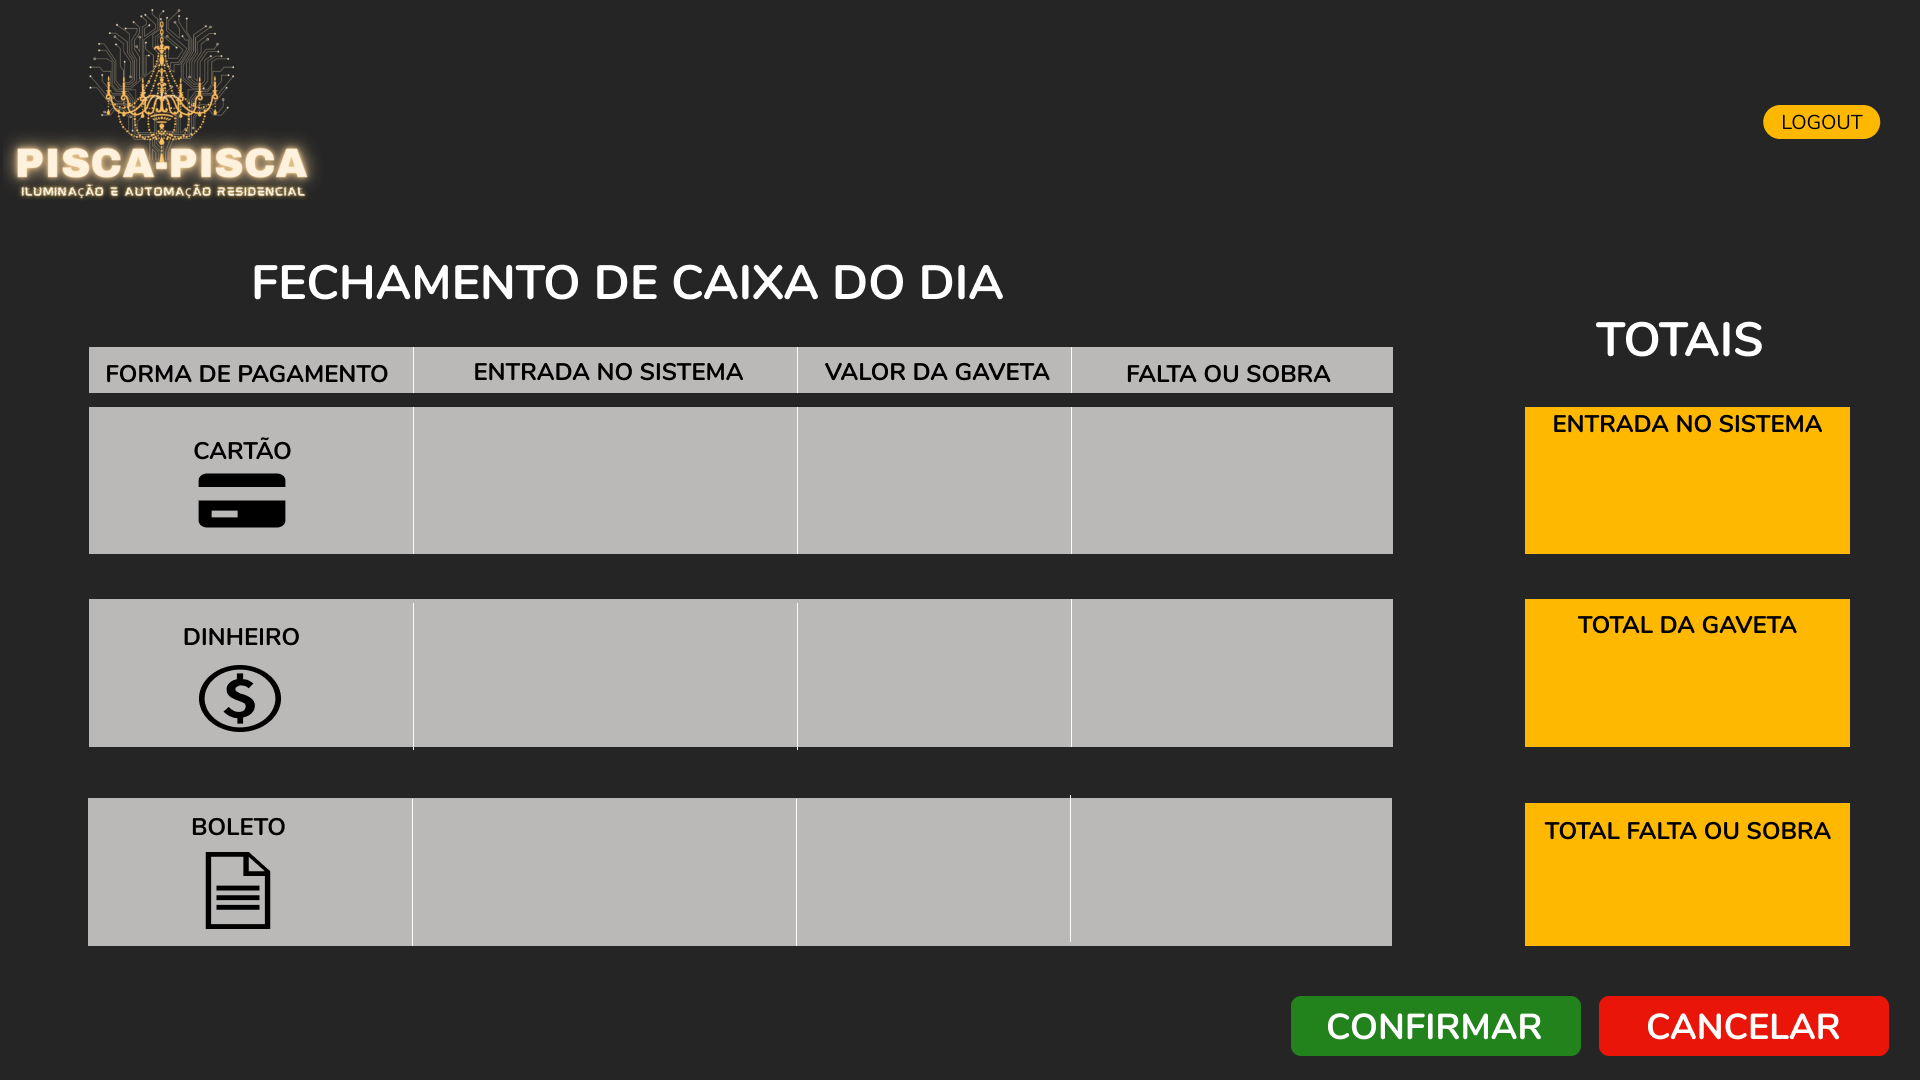 PISCA-PISCA
ILUMINAÇÃO E AUTOMAÇÃO RESIDENCIAL
LOGOUT
FECHAMENTO DE CAIXA DO DIA
TOTAIS
FORMA DE PAGAMENTO ENTRADA NO SISTEMA VALOR DA GAVETA FALTA OU SOBRA
CARTÃO
ENTRADA NO SISTEMA
DINHEIRO
$
TOTAL DA GAVETA
BOLETO
TOTAL FALTA OU SOBRA
CONFIRMAR CANCELAR